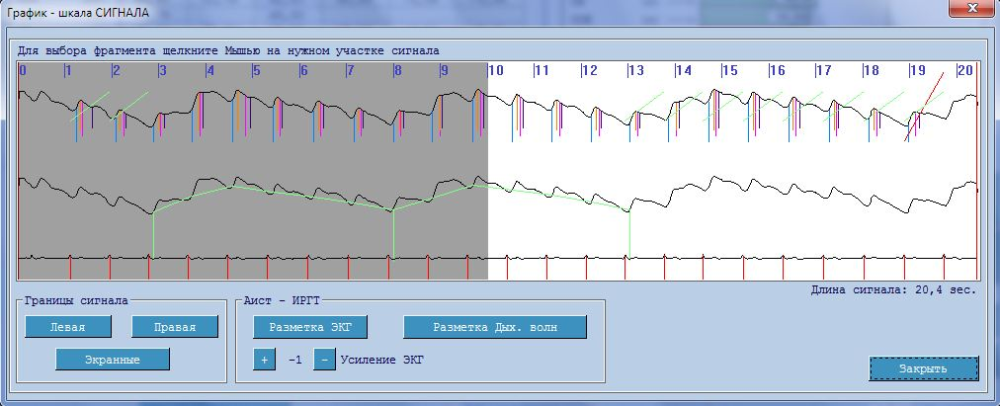 График - шкала СИГНАЛА
Для выбора фрагмента щелкните Мышью на нужном участке сигнала
0 1 2 3 4 5 6 7 8 9 10 11 12 13 14 15 16 17 18 19 20
Длина сигнала: 20,4 sec.
Границы сигнала
Левая Правая
Экранные
Аист - ИРГТ
Разметка ЭКГ Разметка Дых. волн
+ -1 - Усиление ЭКГ
Закрыть